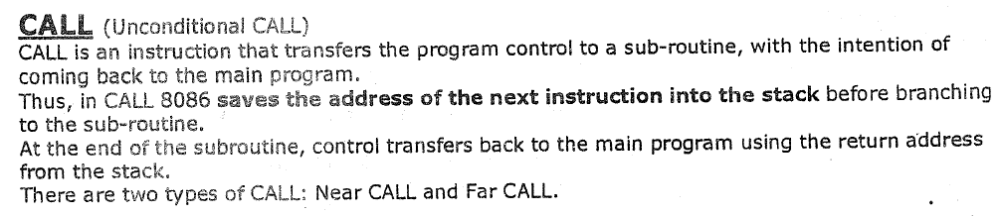 CALL (Unconditional CALL)
CALL is an instruction that transfers the program control to a sub-routine, with the intention of
coming back to the main program.
Thus, in CALL 8086 saves the address of the next instruction into the stack before branching
to the sub-routine.
At the end of the subroutine, control transfers back to the main program using the return address
from the stack.
There are two types of CALL: Near CALL and Far CALL.